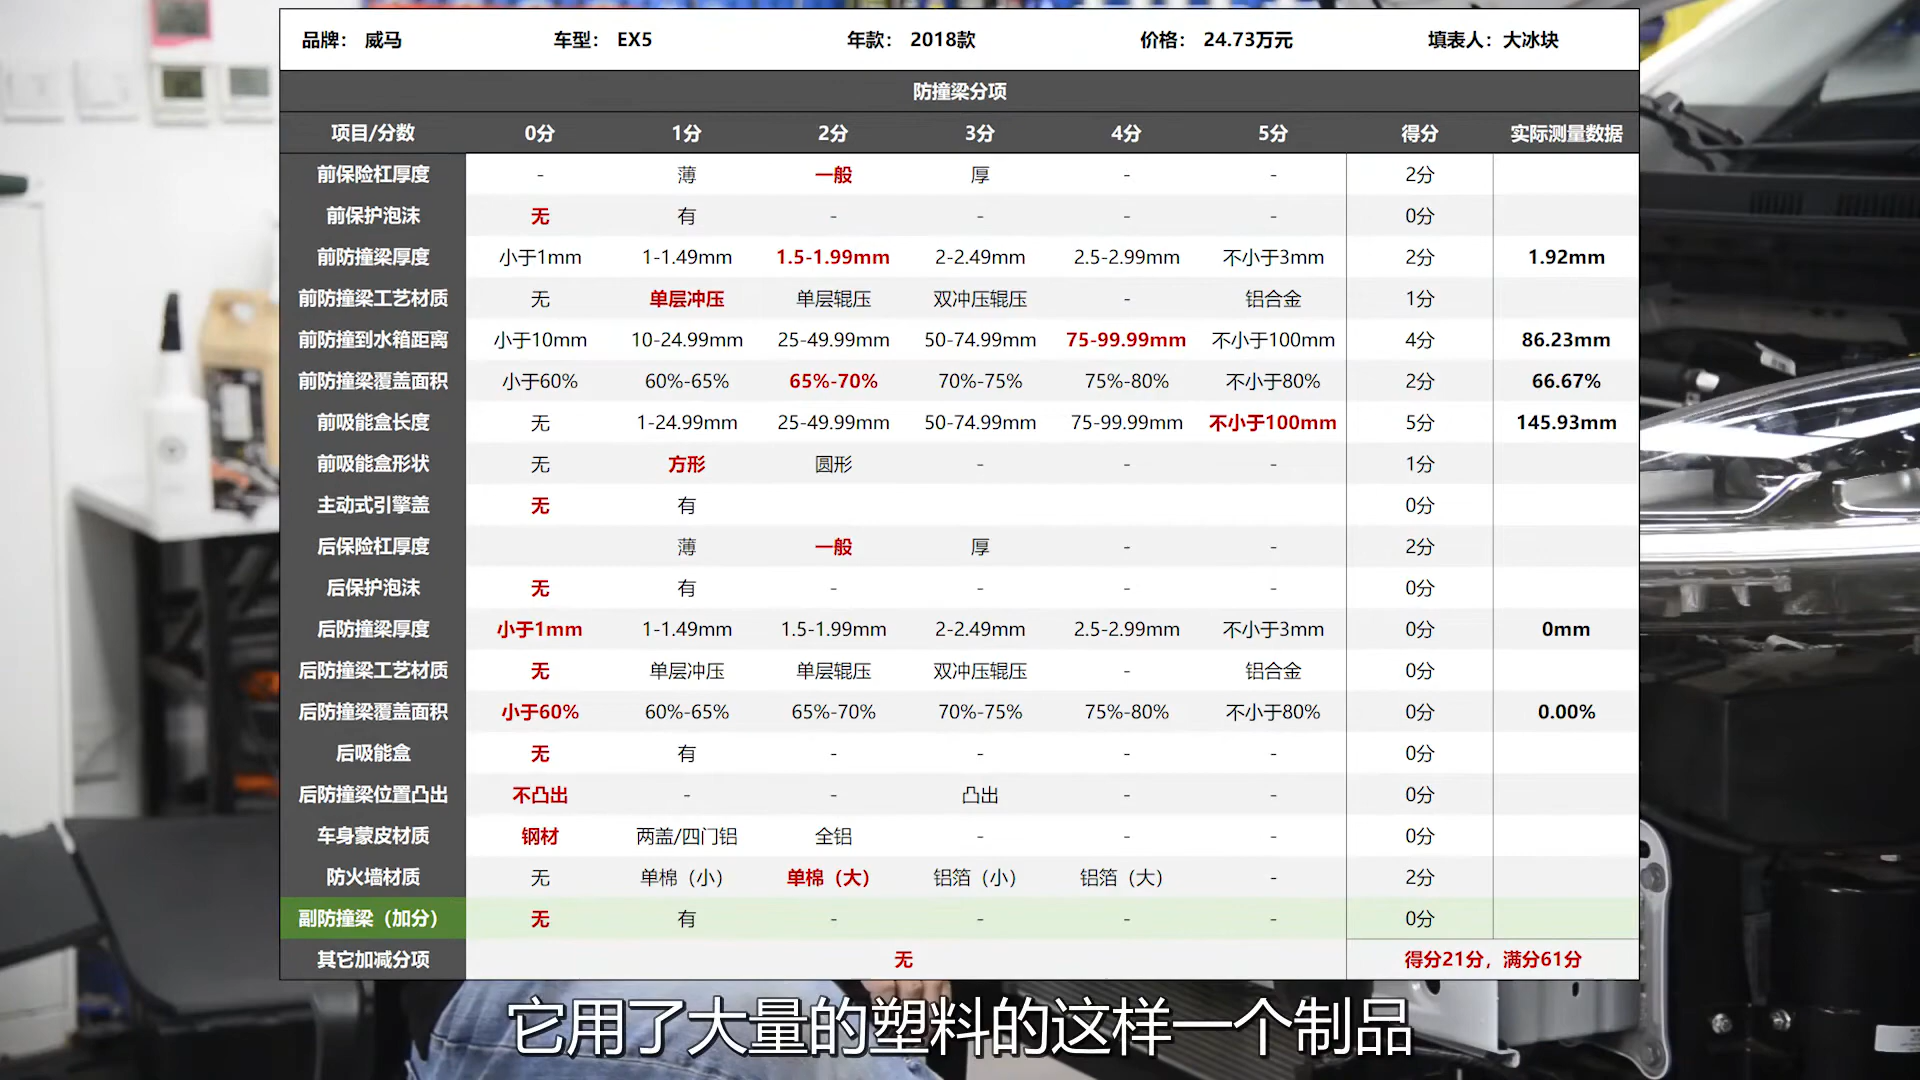 品牌： 威马 车型： EX5 年款： 2018款 价格： 24.73万元 填表人：大冰块
防撞梁分项
项目/分数 0分 1分 2分 3分 4分 5分 得分 实际测量数据
前保险杠厚度 - 薄 一般 厚 - - 2分
前保护泡沫 无 有 - - - - 0分
前防撞梁厚度 小于1mm 1-1.49mm 1.5-1.99mm 2-2.49mm 2.5-2.99mm 不小于3mm 2分 1.92mm
前防撞梁工艺材质 无 单层冲压 单层辊压 双冲压辊压 - 铝合金 1分
前防撞到水箱距离 小于10mm 10-24.99mm 25-49.99mm 50-74.99mm 75-99.99mm 不小于100mm 4分 86.23mm
前防撞梁覆盖面积 小于60% 60%-65% 65%-70% 70%-75% 75%-80% 不小于80% 2分 66.67%
前吸能盒长度 无 1-24.99mm 25-49.99mm 50-74.99mm 75-99.99mm 不小于100mm 5分 145.93mm
前吸能盒形状 无 方形 圆形 - - - 1分
主动式引擎盖 无 有 0分
后保险杠厚度 薄 一般 厚 - - 2分
后保护泡沫 无 有 - - - - 0分
后防撞梁厚度 小于1mm 1-1.49mm 1.5-1.99mm 2-2.49mm 2.5-2.99mm 不小于3mm 0分 0mm
后防撞梁工艺材质 无 单层冲压 单层辊压 双冲压辊压 - 铝合金 0分
后防撞梁覆盖面积 小于60% 60%-65% 65%-70% 70%-75% 75%-80% 不小于80% 0分 0.00%
后吸能盒 无 有 - - - - 0分
后防撞梁位置凸出 不凸出 - - 凸出 - - 0分
车身蒙皮材质 钢材 两盖/四门铝 全铝 - - - 0分
防火墙材质 无 单棉（小） 单棉（大） 铝箔（小） 铝箔（大） - 2分
副防撞梁（加分） 无 有 - - - - 0分
其它加减分项 无 得分21分，满分61分
它用了大量的塑料的这样一个制品